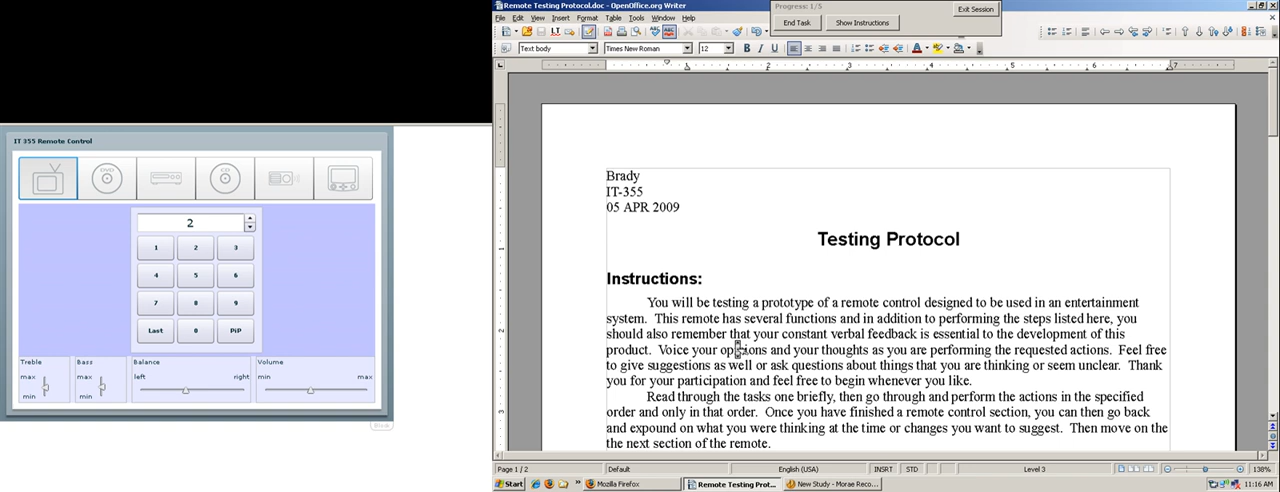 Remote Testing Protocol.doc - OpenOffice.org Writer
Progress: 1/5
Exit Session
End Task
Show Instructions
File Edit View Insert Format Table Tools Window Help
Text body
Times New Roman
12
IT 355 Remote Control
DVD
CD
2
1 2 3
4 5 6
7 8 9
Last 0 PiP
Treble
max
min
Bass
max
min
Balance
left right
Volume
min max
Brady
IT-355
05 APR 2009
Testing Protocol
Instructions:
You will be testing a prototype of a remote control designed to be used in an entertainment
system. This remote has several functions and in addition to performing the steps listed here, you
should also remember that your constant verbal feedback is essential to the development of this
product. Voice your opinions and your thoughts as you are performing the requested actions. Feel free
to give suggestions as well or ask questions about things that you are thinking or seem unclear. Thank
you for your participation and feel free to begin whenever you like.
Read through the tasks one briefly, then go through and perform the actions in the specified
order and only in that order. Once you have finished a remote control section, you can then go back
and expound on what you were thinking at the time or changes you want to suggest. Then move on the
the next section of the remote.
Page 1 / 2
Default
English (USA)
INSRT
STD
Level 3
138%
Start
Mozilla Firefox
Remote Testing Prot...
New Study - Morae Reco...
11:16 AM